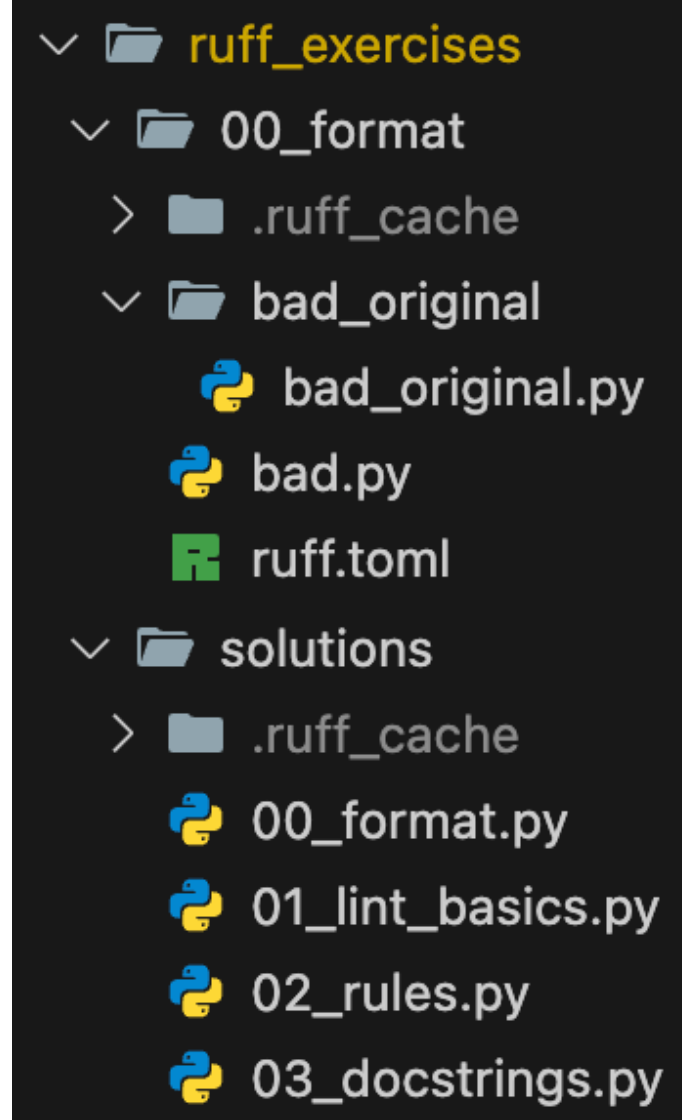 ruff_exercises
00_format
.ruff_cache
bad_original
bad_original.py
bad.py
ruff.toml
solutions
.ruff_cache
00_format.py
01_lint_basics.py
02_rules.py
03_docstrings.py